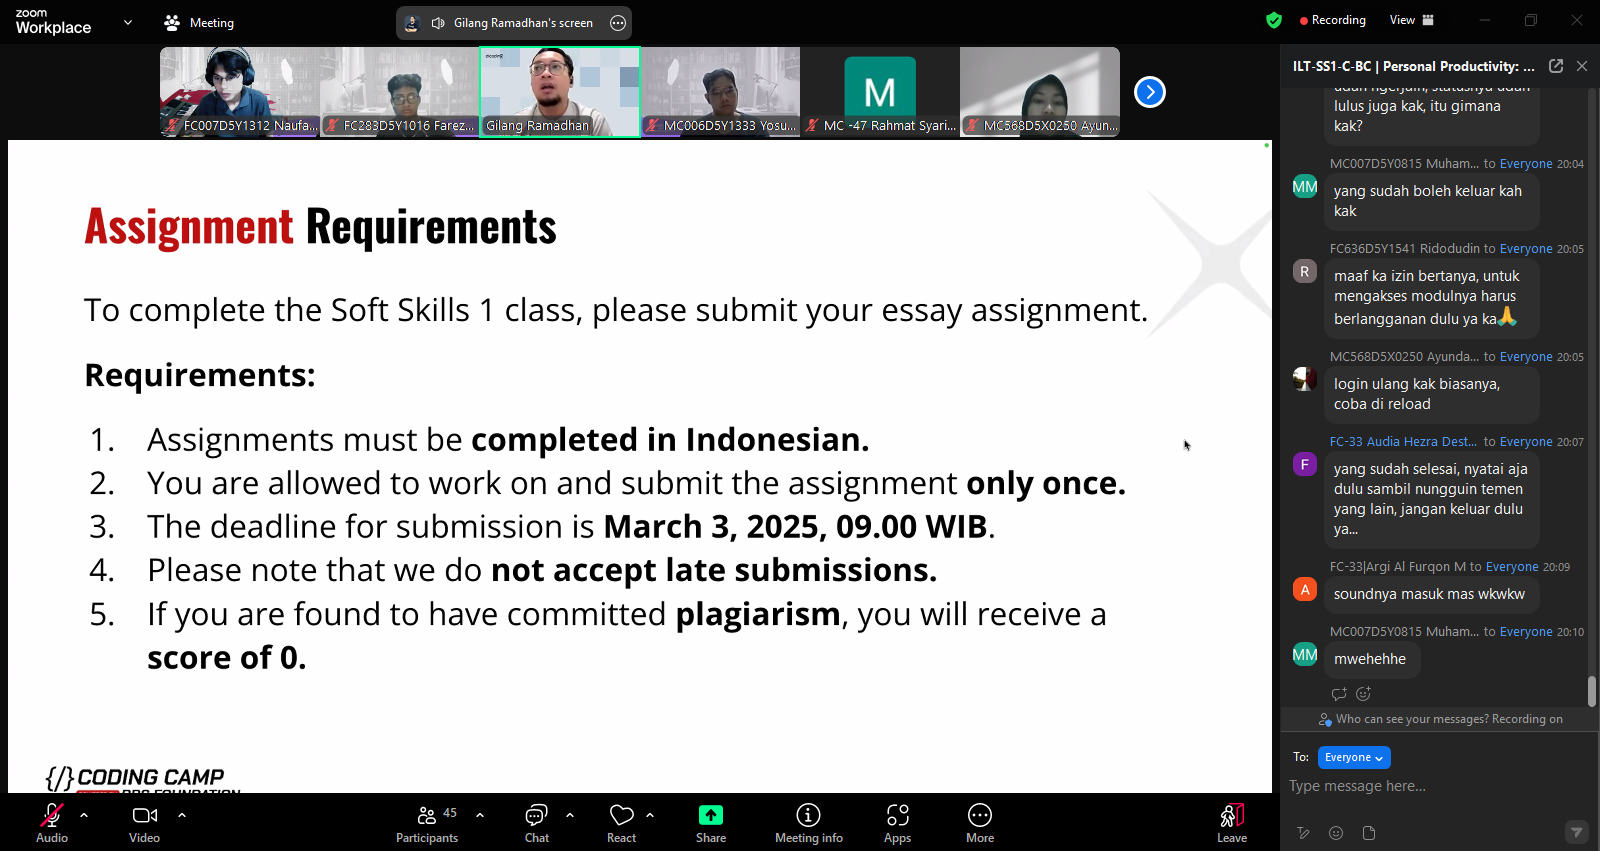 zoom
Workplace
Meeting
Gilang Ramadhan's screen
Recording
View
FC007D5Y1312 Naufa...
FC283D5Y1016 Farez...
dicoding
Gilang Ramadhan
MC006D5Y1333 Yosu...
M
MC -47 Rahmat Syari...
MC568D5X0250 Ayun...
Assignment Requirements
To complete the Soft Skills 1 class, please submit your essay assignment.
Requirements:
1. Assignments must be completed in Indonesian.
2. You are allowed to work on and submit the assignment only once.
3. The deadline for submission is March 3, 2025, 09.00 WIB.
4. Please note that we do not accept late submissions.
5. If you are found to have committed plagiarism, you will receive a
score of 0.
{/} CODING CAMP
ILT-SS1-C-BC | Personal Productivity: ...
udah ngerjain, statusnya udah
lulus juga kak, itu gimana
kak?
MC007D5Y0815 Muham... to Everyone 20:04
MM
yang sudah boleh keluar kah
kak
FC636D5Y1541 Ridodudin to Everyone 20:05
R
maaf ka izin bertanya, untuk
mengakses modulnya harus
berlangganan dulu ya ka🙏
MC568D5X0250 Ayunda... to Everyone 20:05
login ulang kak biasanya,
coba di reload
FC-33 Audia Hezra Dest... to Everyone 20:07
F
yang sudah selesai, nyatai aja
dulu sambil nungguin temen
yang lain, jangan keluar dulu
ya...
FC-33|Argi Al Furqon M to Everyone 20:09
A
soundnya masuk mas wkwkw
MC007D5Y0815 Muham... to Everyone 20:10
MM
mwehehhe
Who can see your messages? Recording on
To: Everyone
Type message here...
Audio
Video
45
Participants
Chat
React
Share
Meeting info
Apps
More
Leave